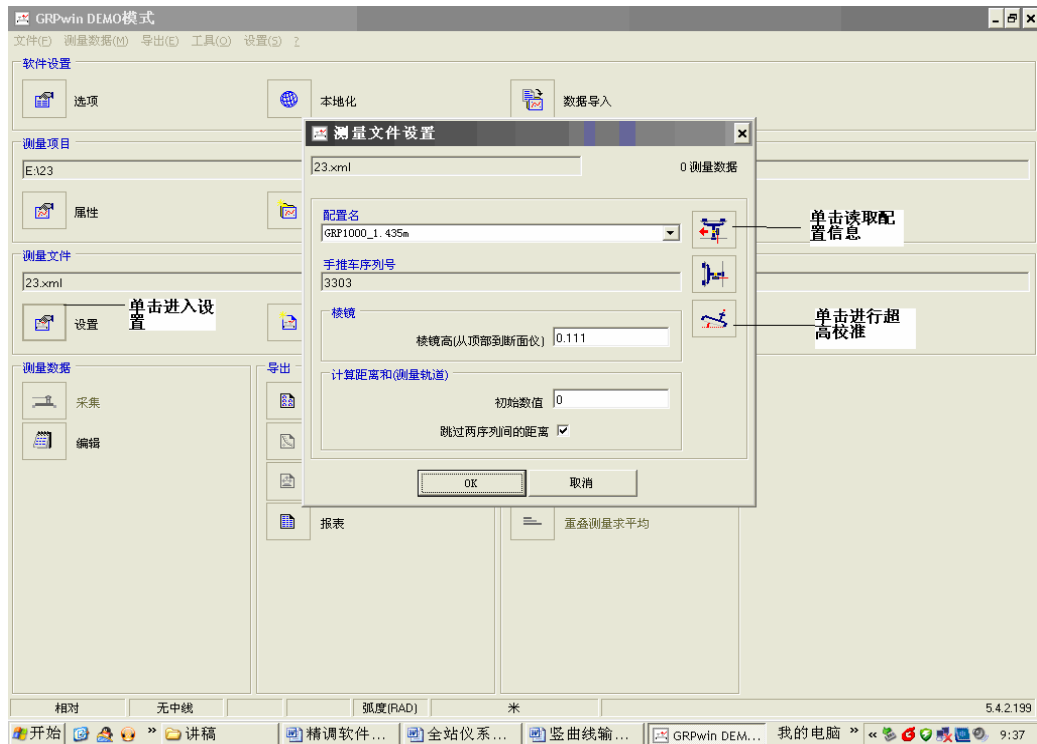 GRPwin DEMO模式
文件(F) 测量数据(M) 导出(E) 工具(O) 设置(S) ?
软件设置
选项 本地化 数据导入
测量项目
E:\23
属性
测量文件
23.xml
设置
单击进入设
置
测量数据
采集
编辑
导出
报表
重叠测量求平均
测量文件设置
23.xml 0 测量数据
配置名
GRP1000_1.435m
手推车序列号
3303
棱镜
棱镜高(从顶部到断面仪) 0.111
计算距离和(测量轨道)
初始数值 0
跳过两序列间的距离
OK 取消
单击读取配
置信息
单击进行超
高校准
相对 无中线 弧度(RAD) 米 5.4.2.199
开始 » 讲稿 精调软件... 全站仪系... 竖曲线输... GRPwin DEM... 我的电脑 » « 9:37